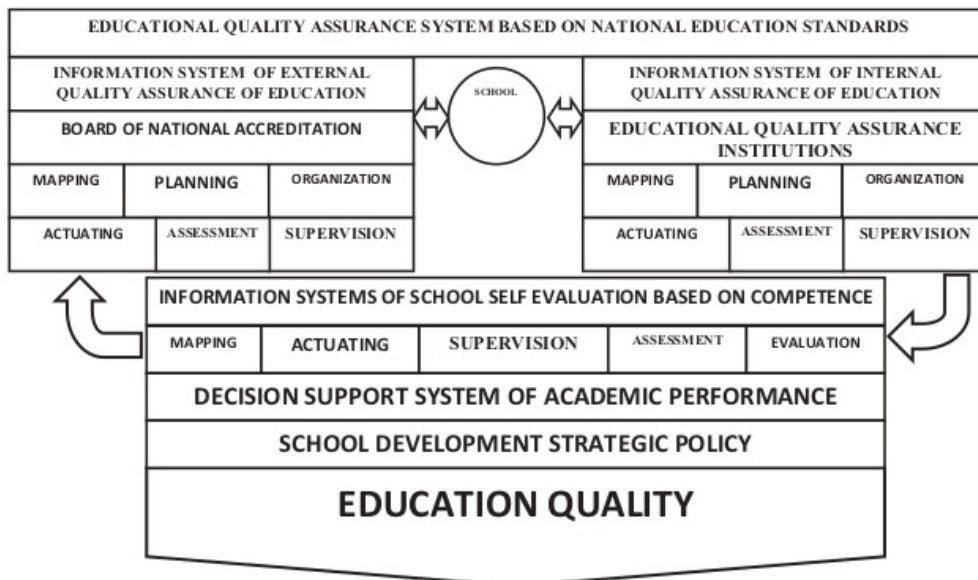 EDUCATIONAL QUALITY ASSURANCE SYSTEM BASED ON NATIONAL EDUCATION STANDARDS
INFORMATION SYSTEM OF EXTERNAL
QUALITY ASSURANCE OF EDUCATION
BOARD OF NATIONAL ACCREDITATION
MAPPING
PLANNING
ORGANIZATION
ACTUATING
ASSESSMENT
SUPERVISION
SCHOOL
INFORMATION SYSTEM OF INTERNAL
QUALITY ASSURANCE OF EDUCATION
EDUCATIONAL QUALITY ASSURANCE
INSTITUTIONS
MAPPING
PLANNING
ORGANIZATION
ACTUATING
ASSESSMENT
SUPERVISION
INFORMATION SYSTEMS OF SCHOOL SELF EVALUATION BASED ON COMPETENCE
MAPPING
ACTUATING
SUPERVISION
ASSESSMENT
EVALUATION
DECISION SUPPORT SYSTEM OF ACADEMIC PERFORMANCE
SCHOOL DEVELOPMENT STRATEGIC POLICY
EDUCATION QUALITY